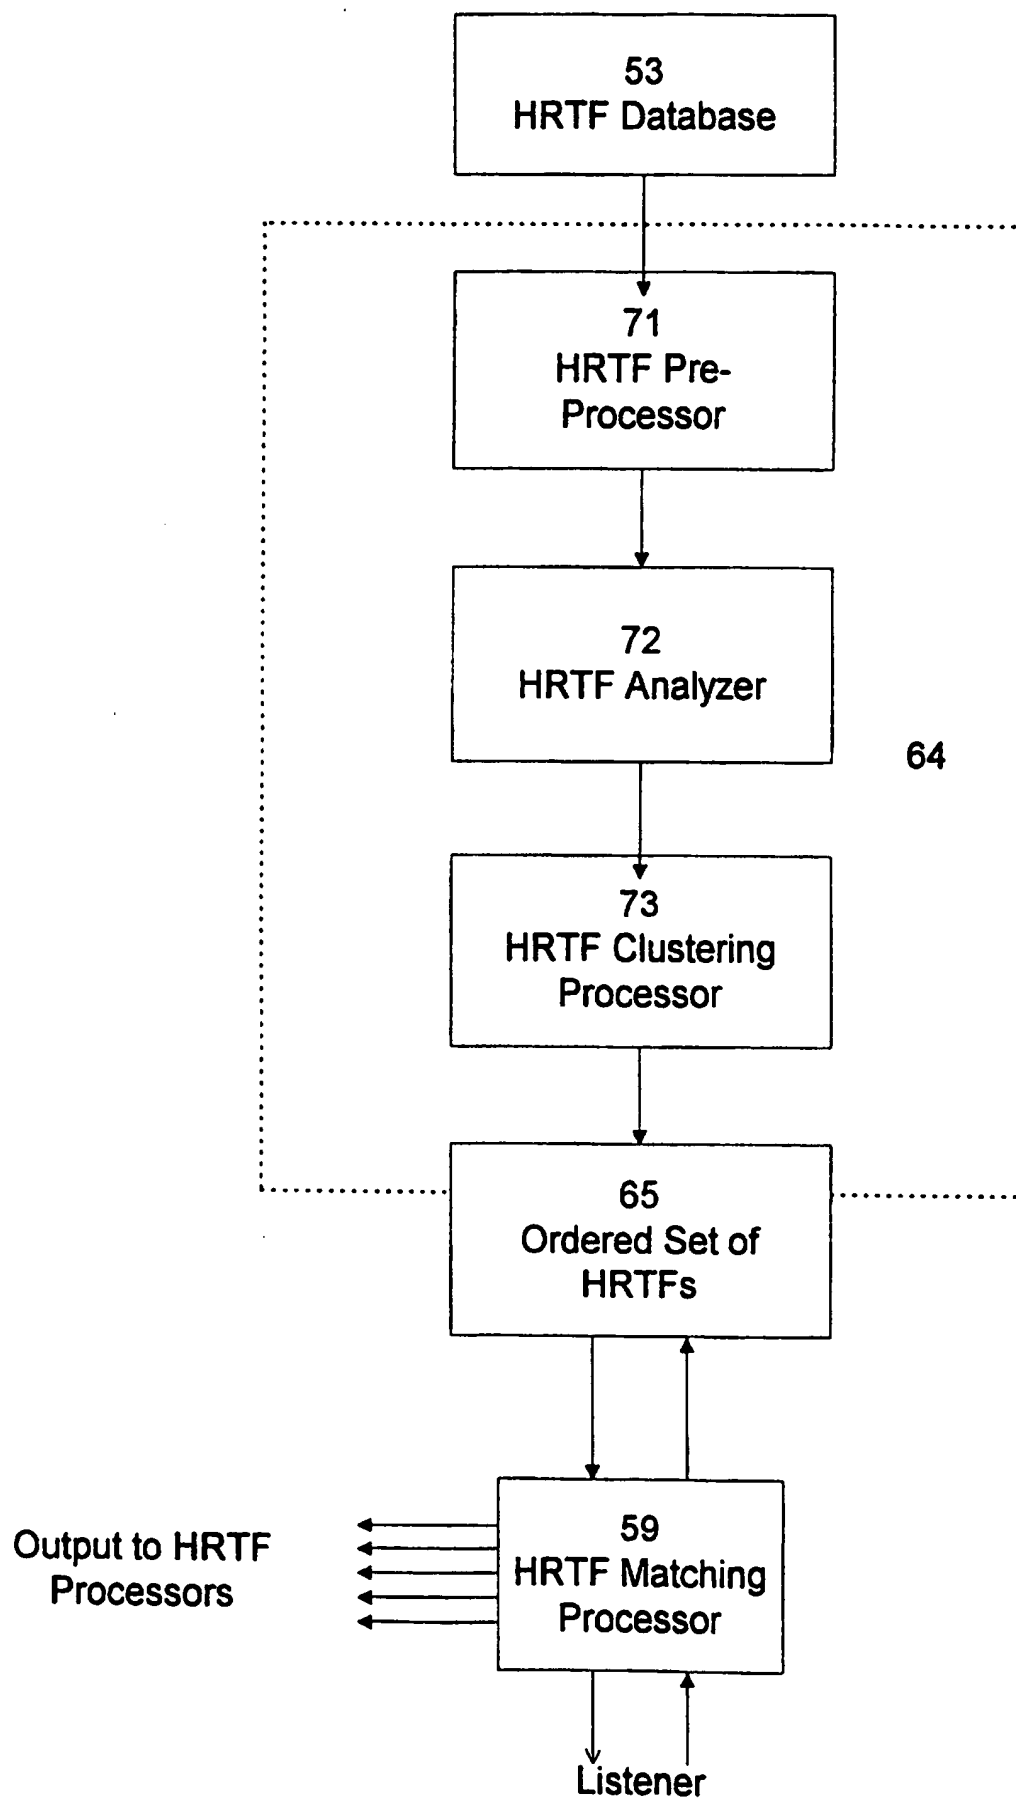 53
HRTF Database
71
HRTF Pre-
Processor
72
HRTF Analyzer
64
73
HRTF Clustering
Processor
65
Ordered Set of
HRTFs
Output to HRTF
Processors
59
HRTF Matching
Processor
Listener